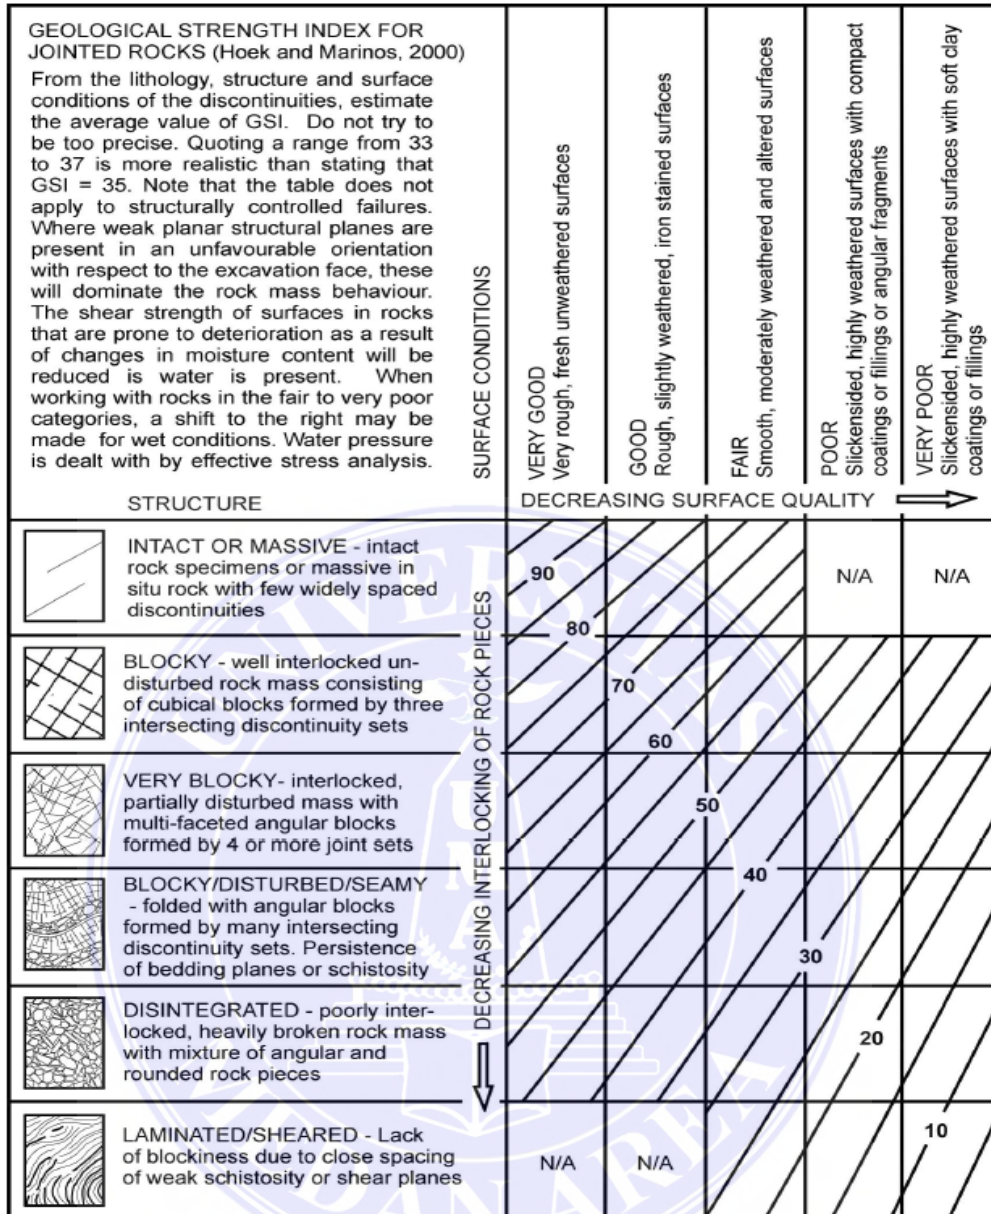 GEOLOGICAL STRENGTH INDEX FOR
JOINTED ROCKS (Hoek and Marinos, 2000)
From the lithology, structure and surface
conditions of the discontinuities, estimate
the average value of GSI. Do not try to
be too precise. Quoting a range from 33
to 37 is more realistic than stating that
GSI = 35. Note that the table does not
apply to structurally controlled failures.
Where weak planar structural planes are
present in an unfavourable orientation
with respect to the excavation face, these
will dominate the rock mass behaviour.
The shear strength of surfaces in rocks
that are prone to deterioration as a result
of changes in moisture content will be
reduced is water is present. When
working with rocks in the fair to very poor
categories, a shift to the right may be
made for wet conditions. Water pressure
is dealt with by effective stress analysis.
STRUCTURE
SURFACE CONDITIONS
VERY GOOD
Very rough, fresh unweathered surfaces
GOOD
Rough, slightly weathered, iron stained surfaces
FAIR
Smooth, moderately weathered and altered surfaces
POOR
Slickensided, highly weathered surfaces with compact
coatings or fillings or angular fragments
VERY POOR
Slickensided, highly weathered surfaces with soft clay
coatings or fillings
DECREASING SURFACE QUALITY
DECREASING INTERLOCKING OF ROCK PIECES
INTACT OR MASSIVE - intact
rock specimens or massive in
situ rock with few widely spaced
discontinuities
90
80
N/A
N/A
BLOCKY - well interlocked un-
disturbed rock mass consisting
of cubical blocks formed by three
intersecting discontinuity sets
70
60
VERY BLOCKY- interlocked,
partially disturbed mass with
multi-faceted angular blocks
formed by 4 or more joint sets
50
40
BLOCKY/DISTURBED/SEAMY
- folded with angular blocks
formed by many intersecting
discontinuity sets. Persistence
of bedding planes or schistosity
30
DISINTEGRATED - poorly inter-
locked, heavily broken rock mass
with mixture of angular and
rounded rock pieces
20
LAMINATED/SHEARED - Lack
of blockiness due to close spacing
of weak schistosity or shear planes
N/A
N/A
10
UNIVERSITAS
MEDAN AREA
UMA